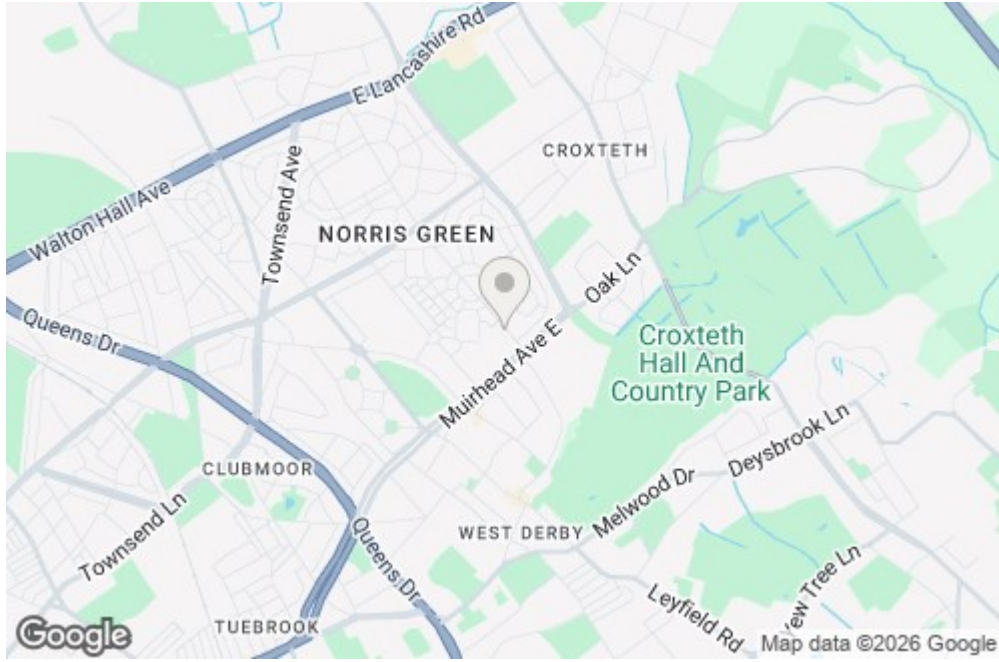 E Lancashire Rd
CROXTETH
Walton Hall Ave
Townsend Ave
NORRIS GREEN
Oak Ln
Queens Dr
Muirhead Ave E
Croxteth
Hall And
Country Park
Deysbrook Ln
CLUBMOOR
Melwood Dr
Townsend Ln
WEST DERBY
Queens Dr
Leyfield Rd
Tree Ln
TUEBROOK
Google
Map data ©2026 Google